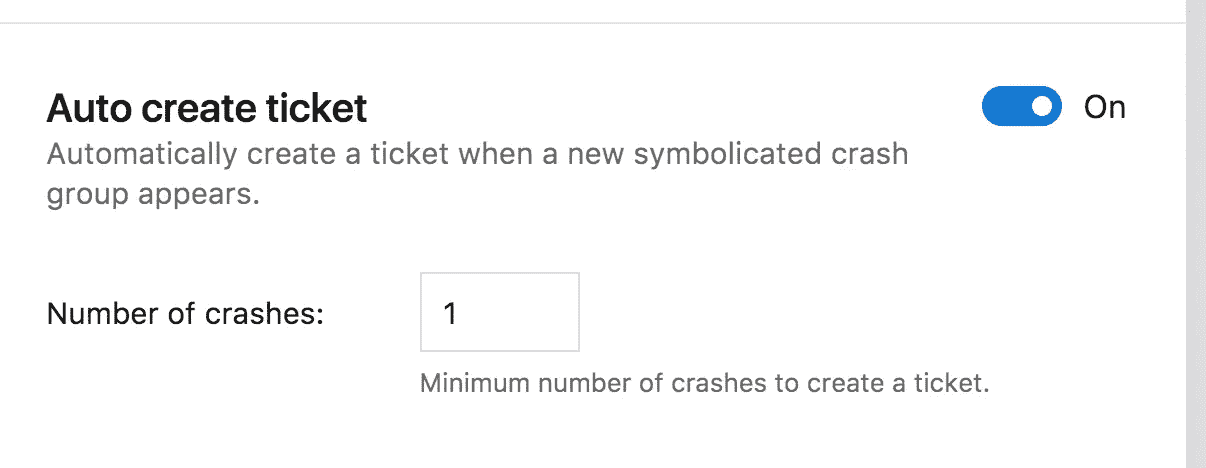 Auto create ticket
On
Automatically create a ticket when a new symbolicated crash
group appears.
Number of crashes:
1
Minimum number of crashes to create a ticket.